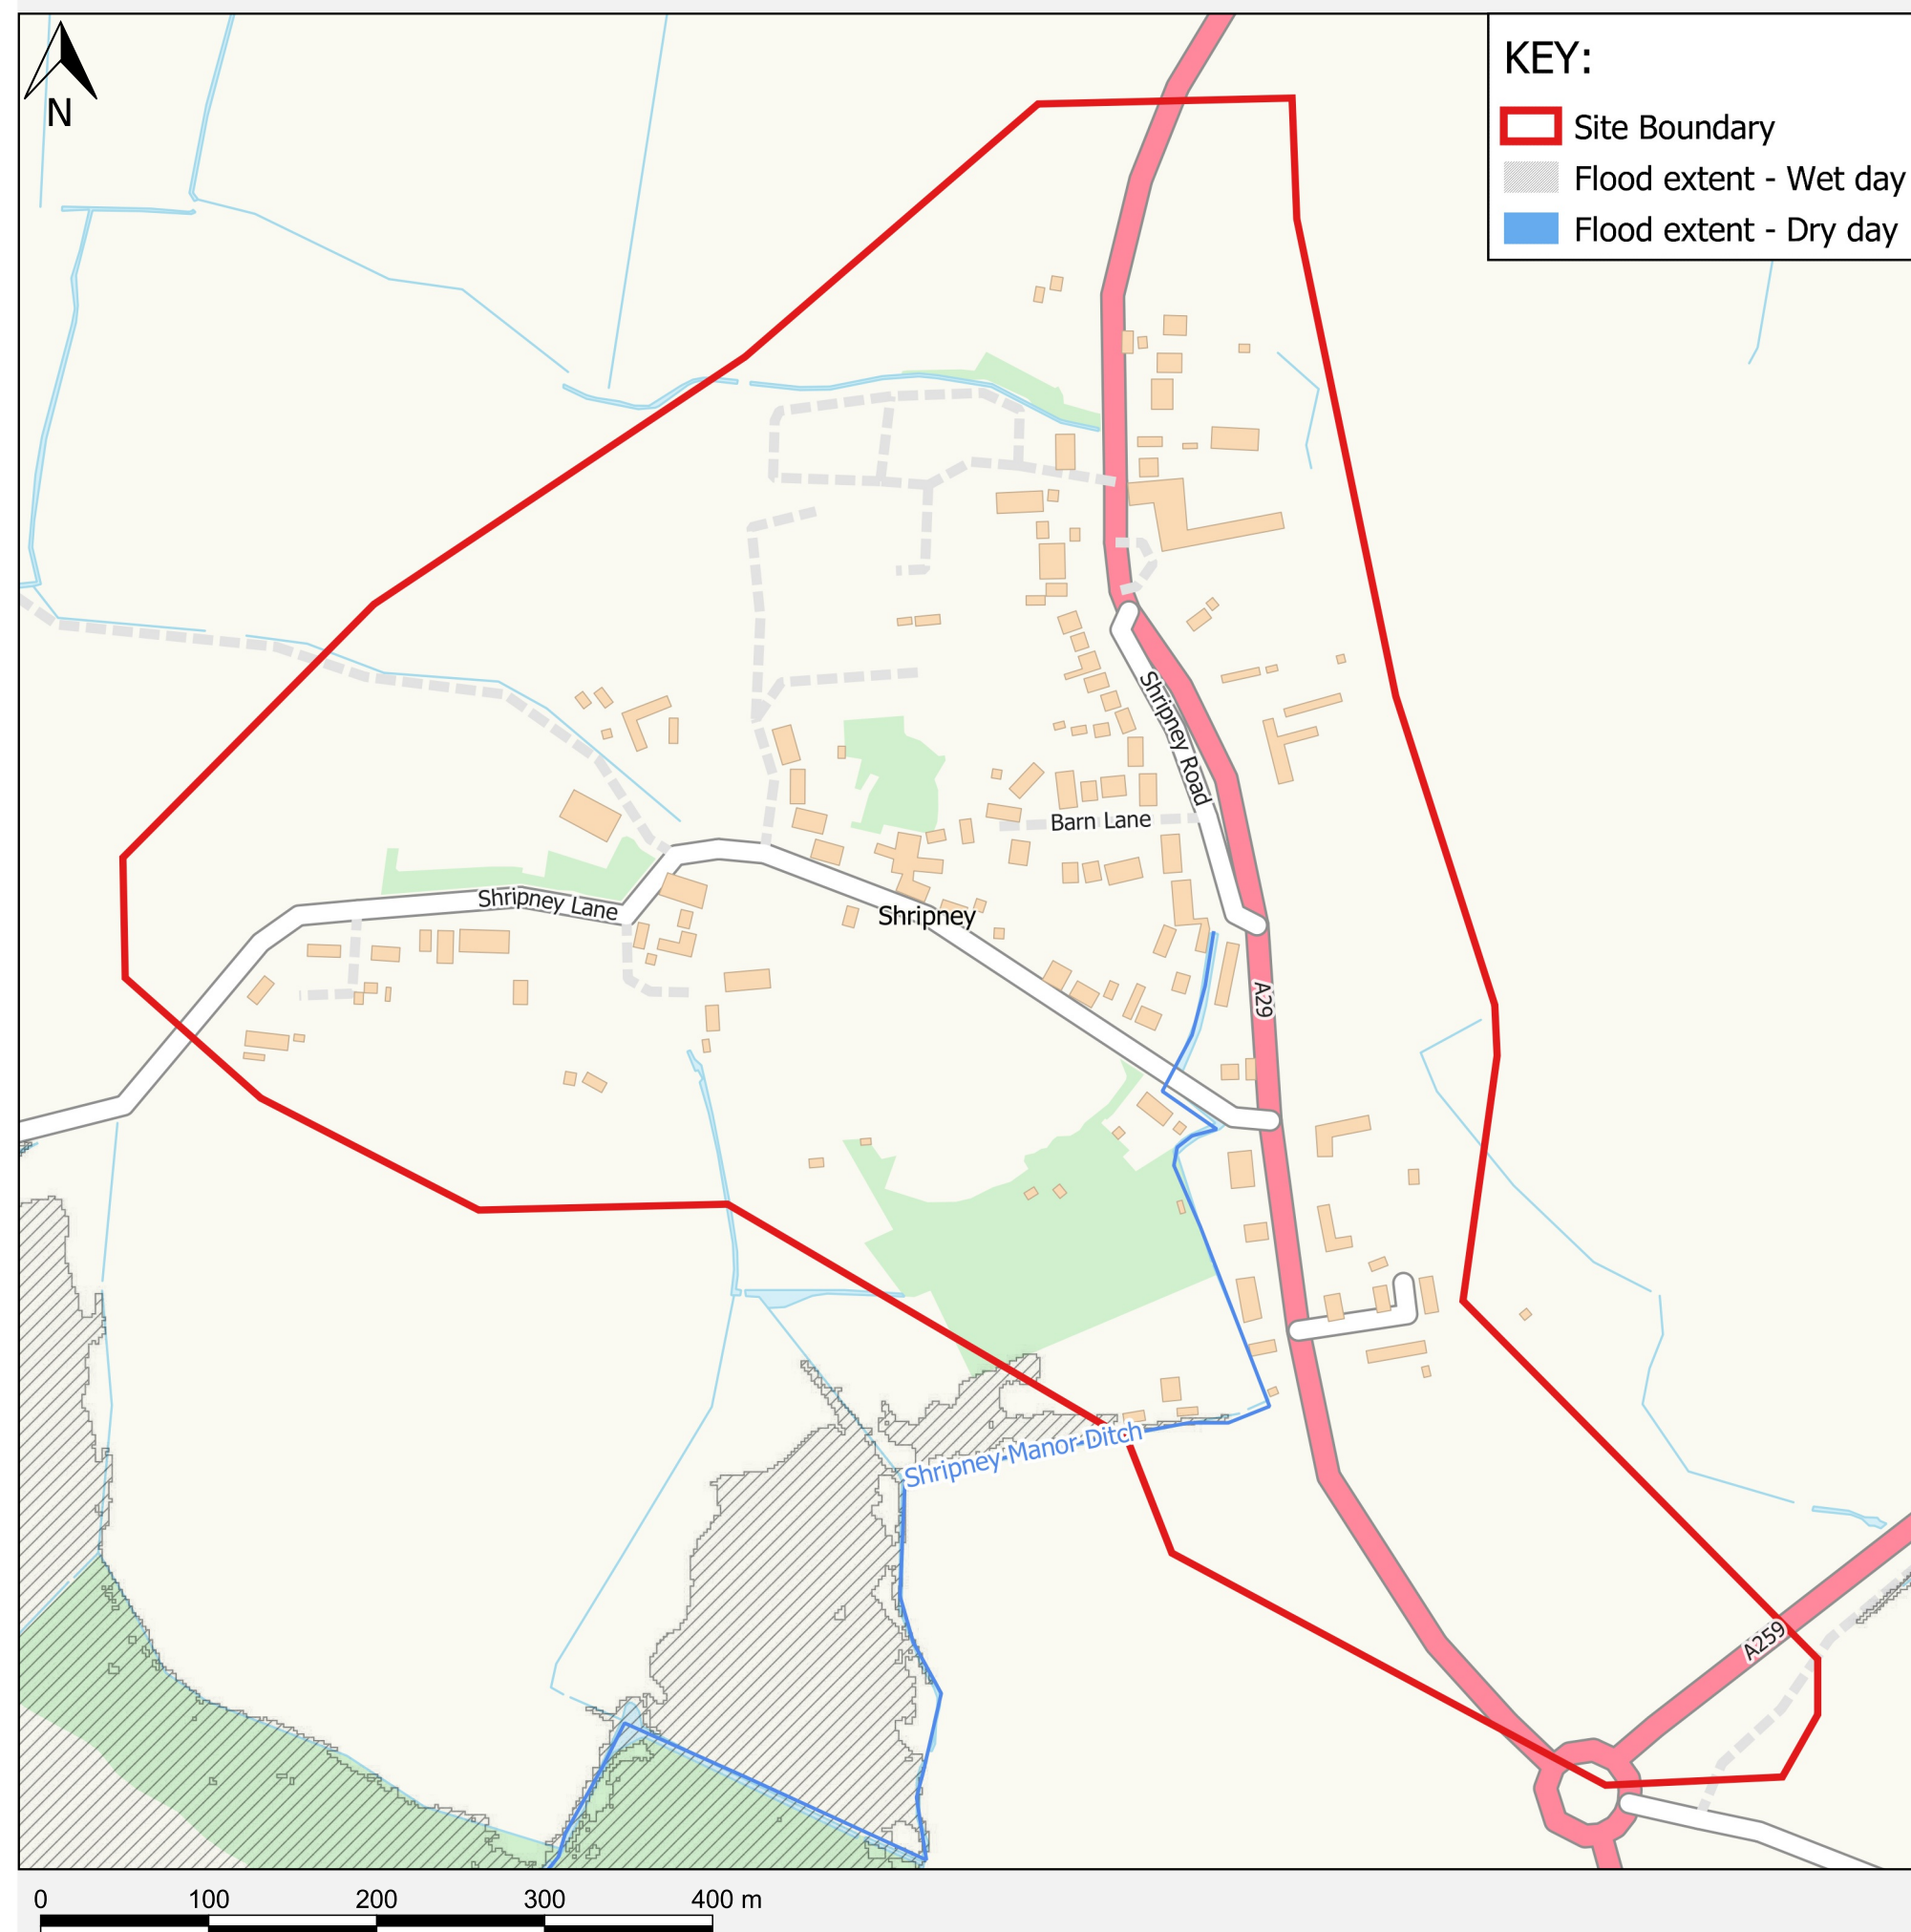 N
KEY:
Site Boundary
Flood extent - Wet day
Flood extent - Dry day
Shripney Road
Barn Lane
Shripney Lane
Shripney
A29
Shripney Manor Ditch
A259
0 100 200 300 400 m